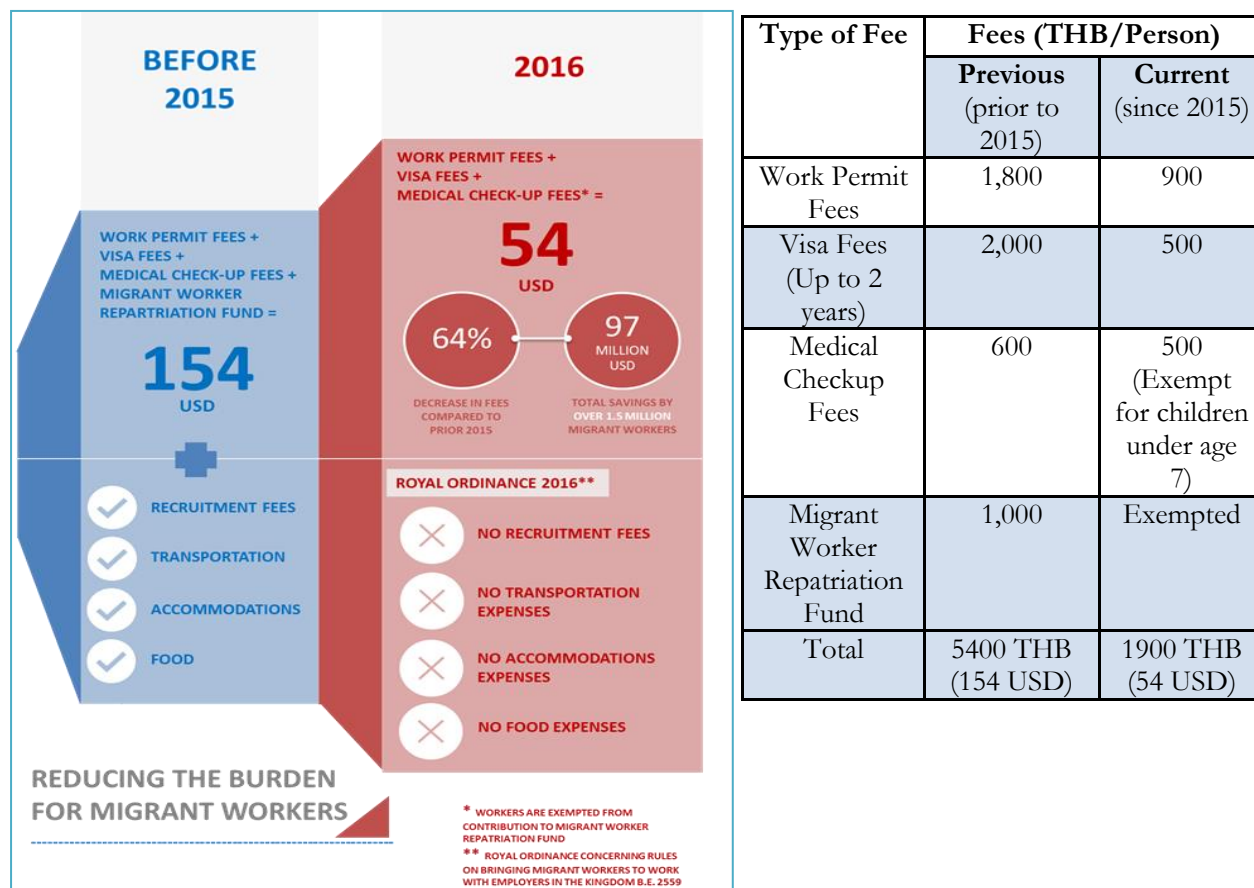 BEFORE
2015
WORK PERMIT FEES +
VISA FEES +
MEDICAL CHECK-UP FEES +
MIGRANT WORKER
REPARTRIATION FUND =
154
USD
RECRUITMENT FEES
TRANSPORTATION
ACCOMMODATIONS
FOOD
2016
WORK PERMIT FEES +
VISA FEES +
MEDICAL CHECK-UP FEES* =
54
USD
64%
DECREASE IN FEES
COMPARED TO
PRIOR 2015
97
MILLION
USD
TOTAL SAVINGS BY
OVER 1.5 MILLION
MIGRANT WORKERS
ROYAL ORDINANCE 2016**
NO RECRUITMENT FEES
NO TRANSPORTATION
EXPENSES
NO ACCOMMODATIONS
EXPENSES
NO FOOD EXPENSES
REDUCING THE BURDEN
FOR MIGRANT WORKERS
* WORKERS ARE EXEMPTED FROM
CONTRIBUTION TO MIGRANT WORKER
REPATRIATION FUND
** ROYAL ORDINANCE CONCERNING RULES
ON BRINGING MIGRANT WORKERS TO WORK
WITH EMPLOYERS IN THE KINGDOM B.E. 2559
Type of Fee
Fees (THB/Person)
Previous
(prior to
2015)
Current
(since 2015)
Work Permit
Fees
1,800
900
Visa Fees
(Up to 2
years)
2,000
500
Medical
Checkup
Fees
600
500
(Exempt
for children
under age
7)
Migrant
Worker
Repatriation
Fund
1,000
Exempted
Total
5400 THB
(154 USD)
1900 THB
(54 USD)